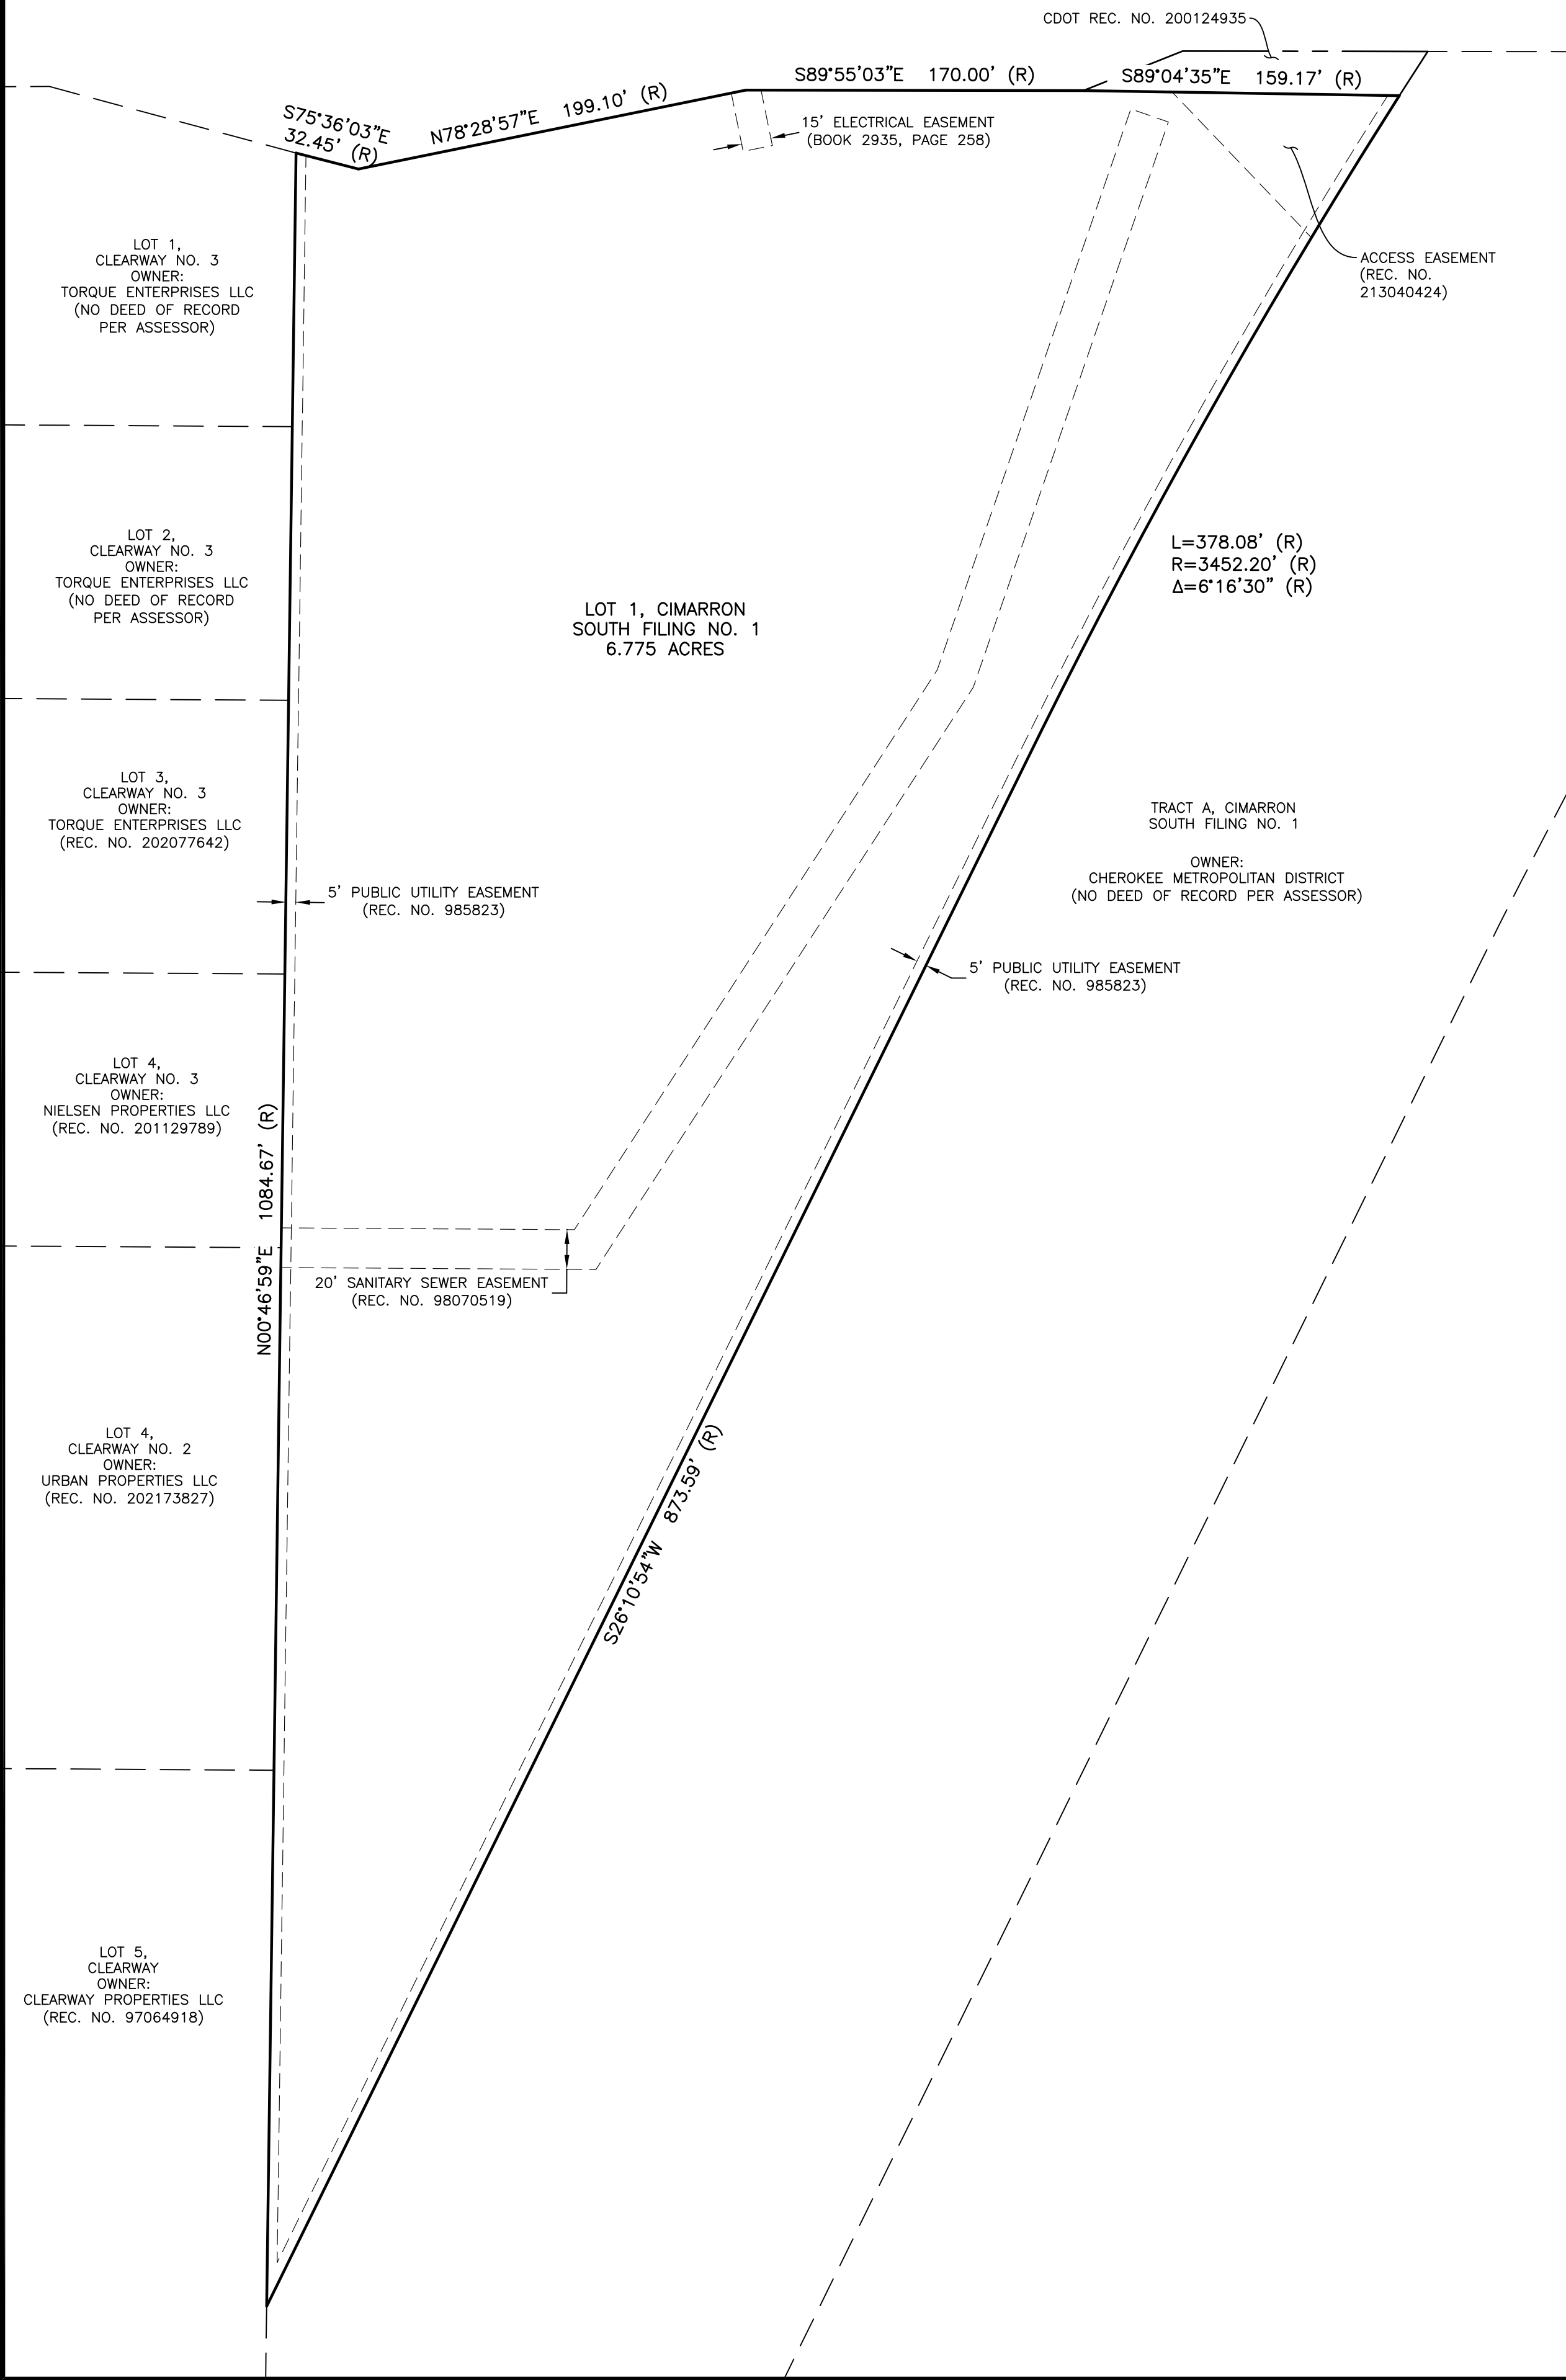 CDOT REC. NO. 200124935
S89°55'03"E 170.00' (R)
S89°04'35"E 159.17' (R)
S75°36'03"E
32.45' (R)
N78°28'57"E 199.10' (R)
15' ELECTRICAL EASEMENT
(BOOK 2935, PAGE 258)
LOT 1,
CLEARWAY NO. 3
OWNER:
TORQUE ENTERPRISES LLC
(NO DEED OF RECORD
PER ASSESSOR)
ACCESS EASEMENT
(REC. NO.
213040424)
LOT 2,
CLEARWAY NO. 3
OWNER:
TORQUE ENTERPRISES LLC
(NO DEED OF RECORD
PER ASSESSOR)
L=378.08' (R)
R=3452.20' (R)
Δ=6°16'30" (R)
LOT 1, CIMARRON
SOUTH FILING NO. 1
6.775 ACRES
LOT 3,
CLEARWAY NO. 3
OWNER:
TORQUE ENTERPRISES LLC
(REC. NO. 202077642)
TRACT A, CIMARRON
SOUTH FILING NO. 1
OWNER:
CHEROKEE METROPOLITAN DISTRICT
(NO DEED OF RECORD PER ASSESSOR)
5' PUBLIC UTILITY EASEMENT
(REC. NO. 985823)
5' PUBLIC UTILITY EASEMENT
(REC. NO. 985823)
LOT 4,
CLEARWAY NO. 3
OWNER:
NIELSEN PROPERTIES LLC
(REC. NO. 201129789)
N00°46'59"E 1084.67' (R)
20' SANITARY SEWER EASEMENT
(REC. NO. 98070519)
LOT 4,
CLEARWAY NO. 2
OWNER:
URBAN PROPERTIES LLC
(REC. NO. 202173827)
S26°10'54"W 873.59' (R)
LOT 5,
CLEARWAY
OWNER:
CLEARWAY PROPERTIES LLC
(REC. NO. 97064918)